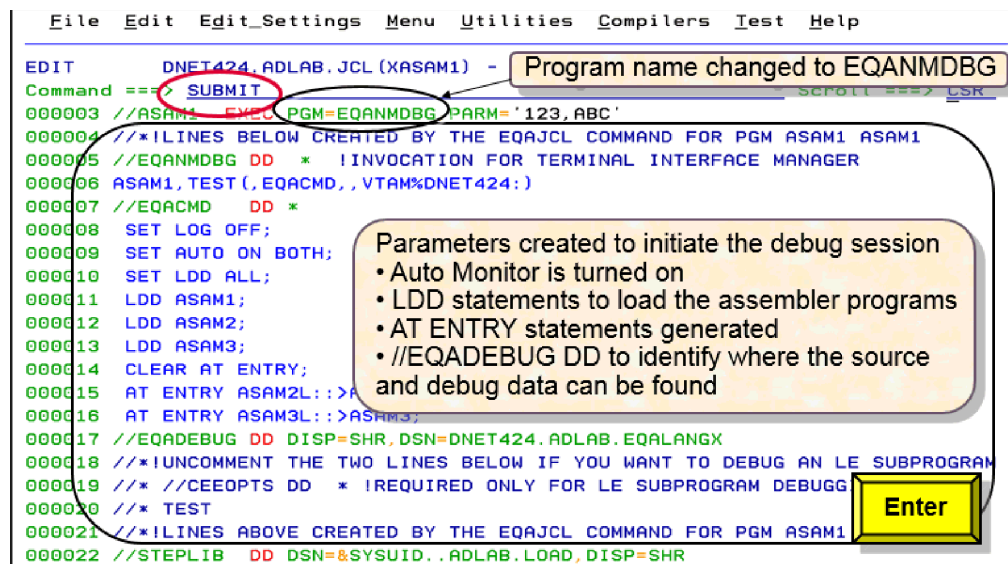 File Edit Edit_Settings Menu Utilities Compilers Test Help
EDIT DNET424.ADLAB.JCL(XASAM1) -
Program name changed to EQANMDBG
Command ===> SUBMIT Scroll ===> CSR
000003 //ASAM1 EXEC PGM=EQANMDBG,PARM='123,ABC'
000004 //*!LINES BELOW CREATED BY THE EQAJCL COMMAND FOR PGM ASAM1 ASAM1
000005 //EQANMDBG DD * !INVOCATION FOR TERMINAL INTERFACE MANAGER
000006 ASAM1,TEST(,EQACMD,,VTAM%DNET424:)
000007 //EQACMD DD *
000008 SET LOG OFF;
000009 SET AUTO ON BOTH;
000010 SET LDD ALL;
000011 LDD ASAM1;
000012 LDD ASAM2;
000013 LDD ASAM3;
000014 CLEAR AT ENTRY;
000015 AT ENTRY ASAM2L::>
000016 AT ENTRY ASAM3L::>ASAM3;
Parameters created to initiate the debug session
• Auto Monitor is turned on
• LDD statements to load the assembler programs
• AT ENTRY statements generated
• //EQADEBUG DD to identify where the source
and debug data can be found
000017 //EQADEBUG DD DISP=SHR,DSN=DNET424.ADLAB.EQALANGX
000018 //*!UNCOMMENT THE TWO LINES BELOW IF YOU WANT TO DEBUG AN LE SUBPROGRAM
000019 //* //CEEOPTS DD * !REQUIRED ONLY FOR LE SUBPROGRAM
000020 //* TEST
000021 //*!LINES ABOVE CREATED BY THE EQAJCL COMMAND FOR PGM ASAM1
Enter
000022 //STEPLIB DD DSN=&SYSUID..ADLAB.LOAD,DISP=SHR